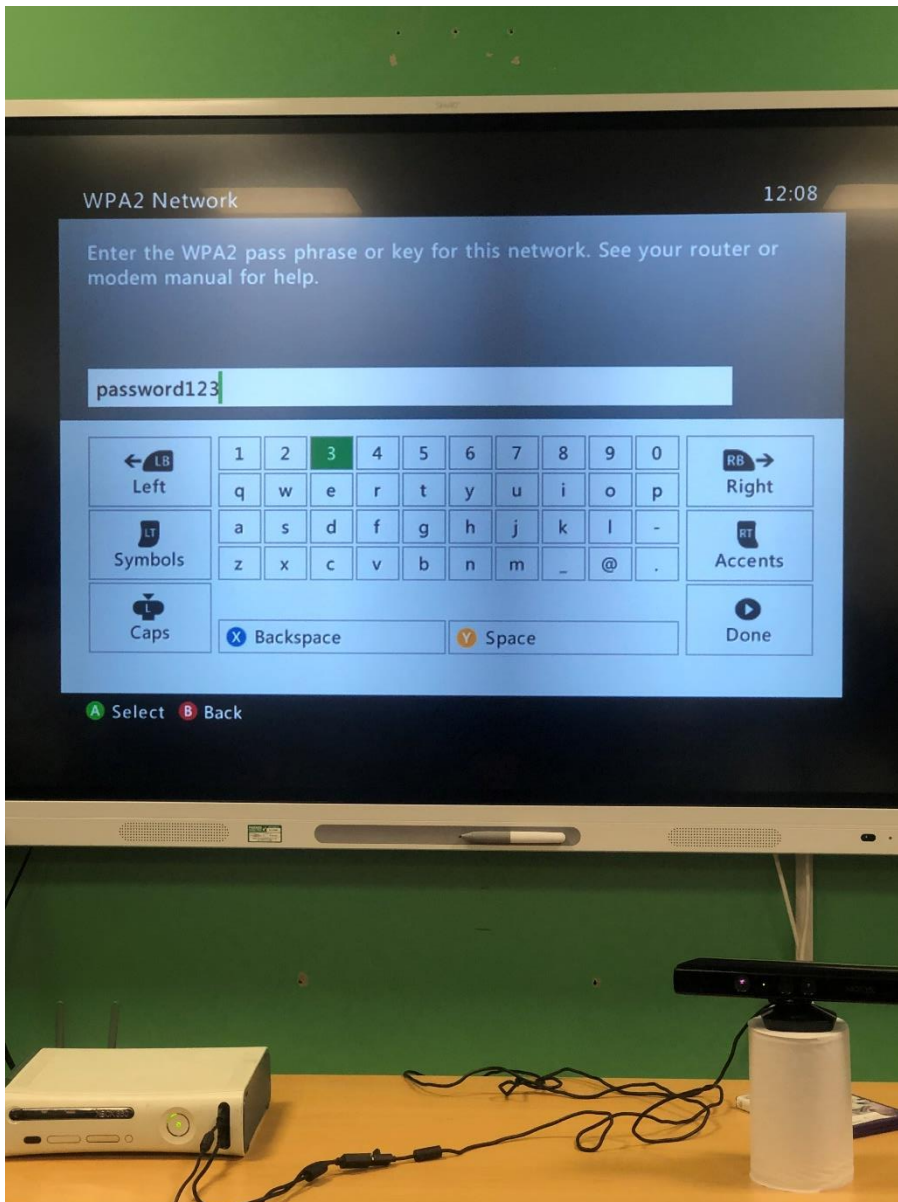 SMART
WPA2 Network
12:08
Enter the WPA2 pass phrase or key for this network. See your router or
modem manual for help.
password123
LB
Left
1 2 3 4 5 6 7 8 9 0
RB
Right
q w e r t y u i o p
LT
Symbols
a s d f g h j k l -
RT
Accents
z x c v b n m _ @ .
L
Caps
X Backspace
Y Space
Done
A Select B Back
XBOX360